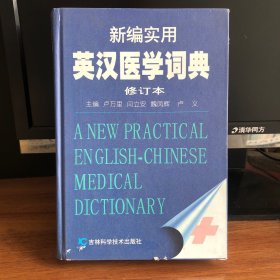 新编实用
英汉医学词典
修订本
主编 卢万里 闫立安 魏凤辉 卢义
A NEW PRACTICAL
ENGLISH-CHINESE
MEDICAL
DICTIONARY
吉林科学技术出版社
清华同方